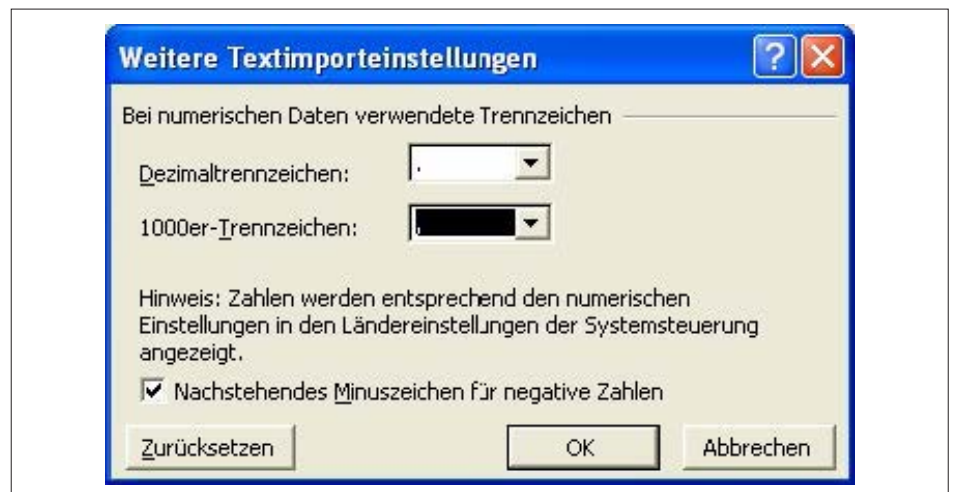 Weitere Textimporteinstellungen
Bei numerischen Daten verwendete Trennzeichen
Dezimaltrennzeichen: .
1000er-Trennzeichen: ,
Hinweis: Zahlen werden entsprechend den numerischen
Einstellungen in den Ländereinstellungen der Systemsteuerung
angezeigt.
Nachstehendes Minuszeichen für negative Zahlen
Zurücksetzen OK Abbrechen